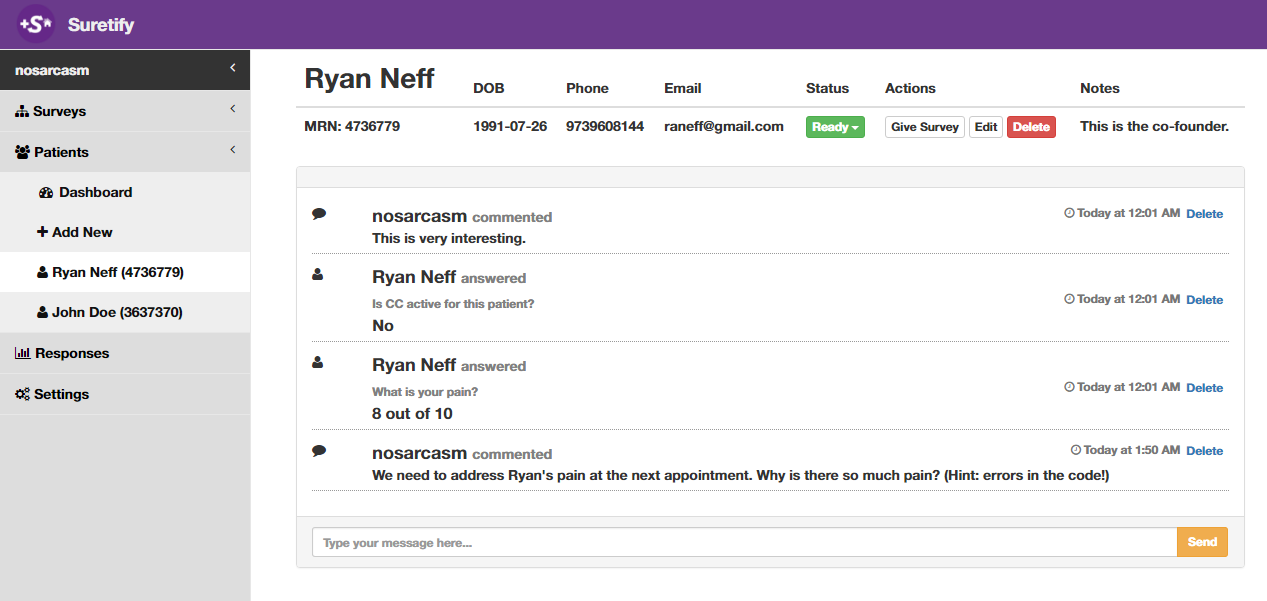 +S Suretify
nosarcasm
Surveys
Patients
Dashboard
Add New
Ryan Neff (4736779)
John Doe (3637370)
Responses
Settings
Ryan Neff DOB Phone Email Status Actions Notes
MRN: 4736779 1991-07-26 9739608144 raneff@gmail.com Ready Give Survey Edit Delete This is the co-founder.
nosarcasm commented Today at 12:01 AM Delete
This is very interesting.
Ryan Neff answered
Is CC active for this patient? Today at 12:01 AM Delete
No
Ryan Neff answered
What is your pain? Today at 12:01 AM Delete
8 out of 10
nosarcasm commented Today at 1:50 AM Delete
We need to address Ryan's pain at the next appointment. Why is there so much pain? (Hint: errors in the code!)
Type your message here... Send